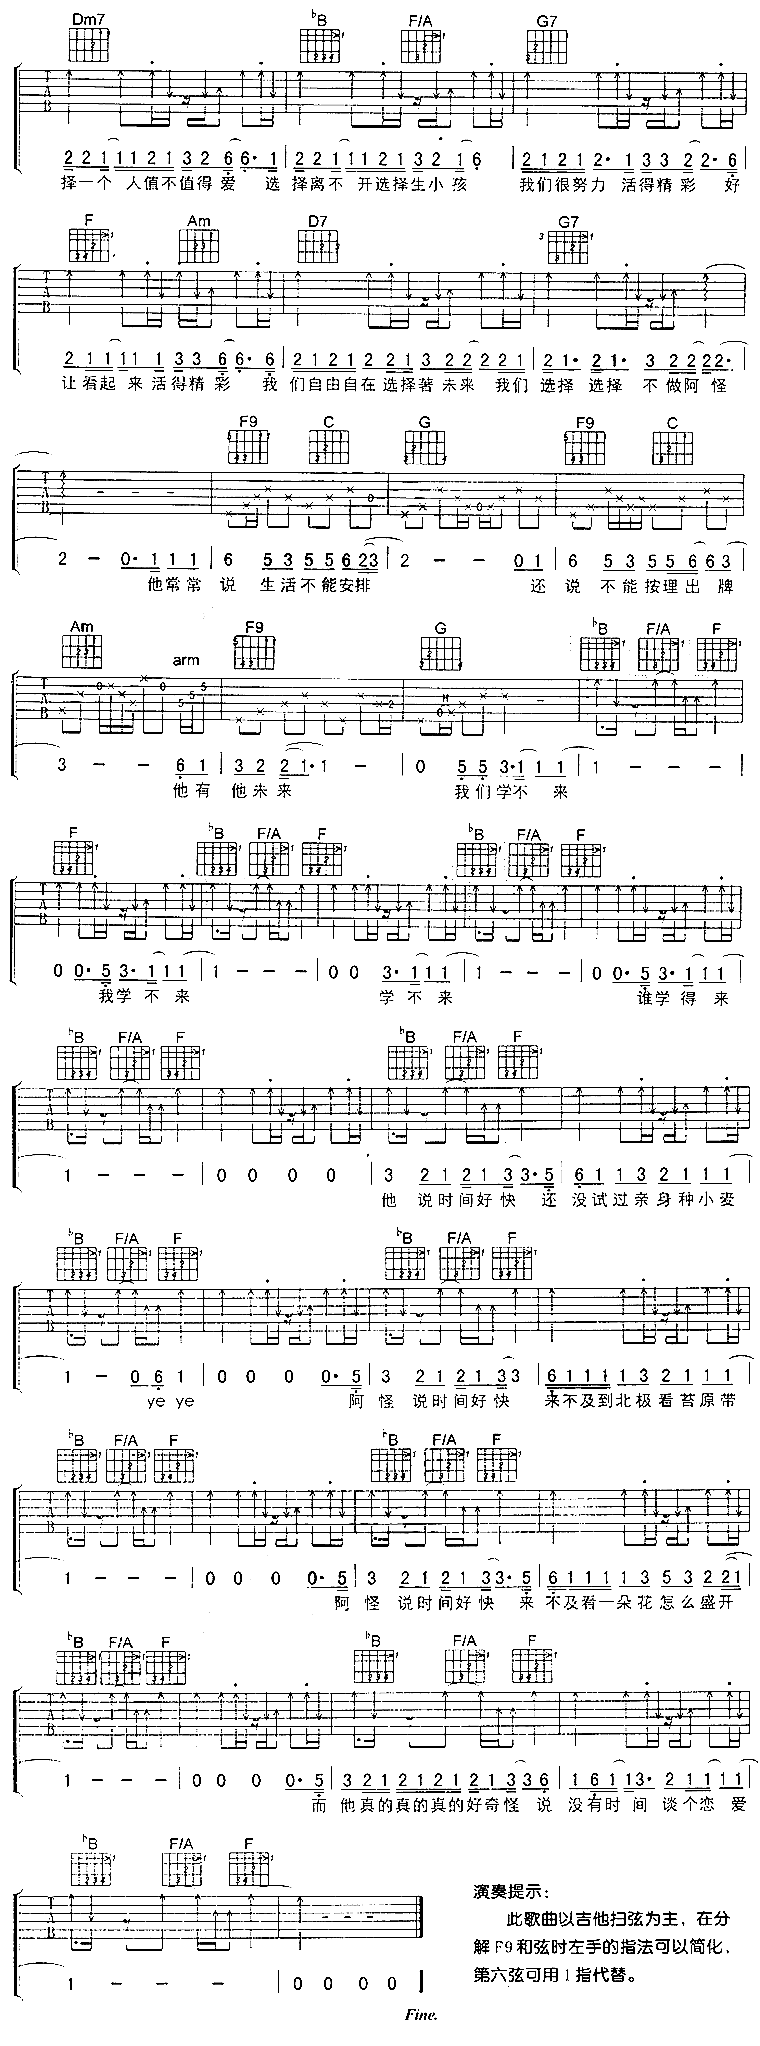 Dm7 ᵇB F/A G7
2 2 1 1 1 2 1 3 2 6 6· 1 | 2 2 1 1 1 2 1 3 2 1 6 | 2 1 2 1 2· 1 3 3 2 2· 6
择一个 人值不值得爱 选 择离不 开选择生小孩 我们很努力 活得精彩 好
F Am D7 G7
2 1 1 1 1 1 3 3 6 6· 6 | 2 1 2 1 2 1 2 1 3 2 2 2 2 1 | 2 1· 2 1· 3 2 2 2 2·
让看起来活得精彩 我 们自由自在选择著未来 我们 选择 选择 不做阿怪
F9 C G F9 C
2 – 0· 1 1 1 | 6 5 3 5 5 6 2 3 | 2 – – 0 1 | 6 5 3 5 5 6 6 3
他常常 说 生活不能安排 还 说 不能按理出牌
Am arm F9 G ᵇB F/A F
3 – – 6 1 | 3 2 2 1· 1 – | 0 5 5 3· 1 1 1 | 1 – – – |
他有 他未来 我们学不 来
F ᵇB F/A F ᵇB F/A F
0 0· 5 3· 1 1 1 | 1 – – – | 0 0 3· 1 1 1 | 1 – – – | 0 0· 5 3· 1 1 1 |
我学不来 学不来 谁学得来
ᵇB F/A F ᵇB F/A F
1 – – – | 0 0 0 0 | 3 2 1 2 1 3 3· 5 | 6 1 1 3 2 1 1 1
他 说时间好快 还 没试过亲身种小麦
ᵇB F/A F ᵇB F/A F
1 – 0 6 1 | 0 0 0 0· 5 | 3 2 1 2 1 3 3 | 6 1 1 1 1 3 2 1 1 1
ye ye 阿怪 说时间好快 来不及到北极看苔原带
ᵇB F/A F ᵇB F/A F
1 – – – | 0 0 0 0· 5 | 3 2 1 2 1 3 3· 5 | 6 1 1 1 3 5 3 2 2 1
阿怪 说时间好快 来 不及看一朵花怎么盛开
ᵇB F/A F ᵇB F/A F
1 – – – | 0 0 0 0· 5 | 3 2 1 2 1 2 1 2 1 3 3 6 | 1 6 1 1 3· 2 1 1 1 1
而 他真的真的真的好奇怪 说 没有时间 谈个恋爱
ᵇB F/A F
1 – – – | 0 0 0 0 |
Fine.
演奏提示：
此歌曲以吉他扫弦为主，在分
解F9和弦时左手的指法可以简化，
第六弦可用1指代替。